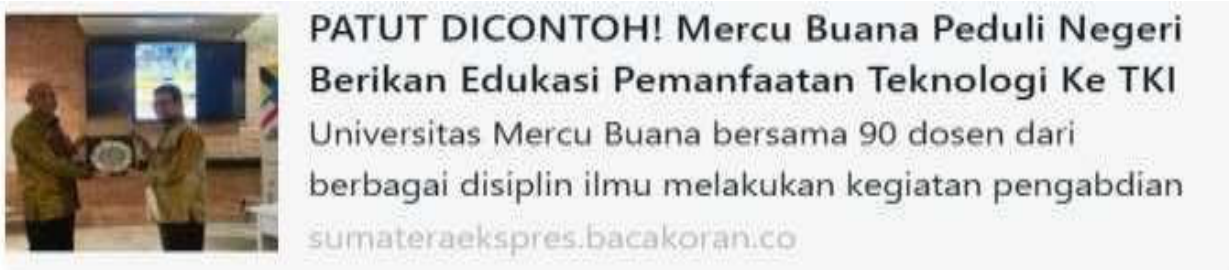 PATUT DICONTOH! Mercu Buana Peduli Negeri
Berikan Edukasi Pemanfaatan Teknologi Ke TKI
Universitas Mercu Buana bersama 90 dosen dari
berbagai disiplin ilmu melakukan kegiatan pengabdian
sumateraekspres.bacakoran.co